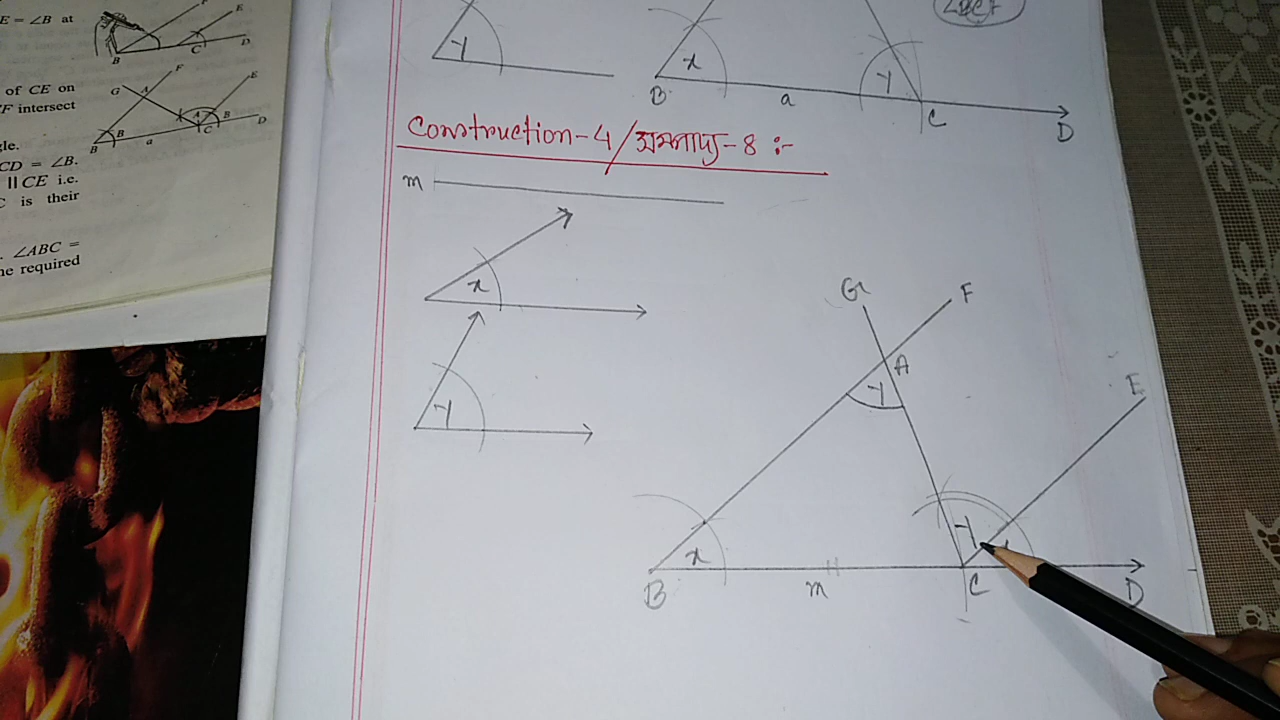 E = ∠B at
of CE on
F intersect
gle.
CD = ∠B.
|| CE i.e.
C is their
. ∠ABC =
he required
F
E
B
C
D
F
G
A
E
B
B
a
C
B
D
y
x
B
a
y
C
D
Construction-4/সম্পাদ্য-8 :-
m
x
y
G
F
A
y
E
x
y
B
m
C
D